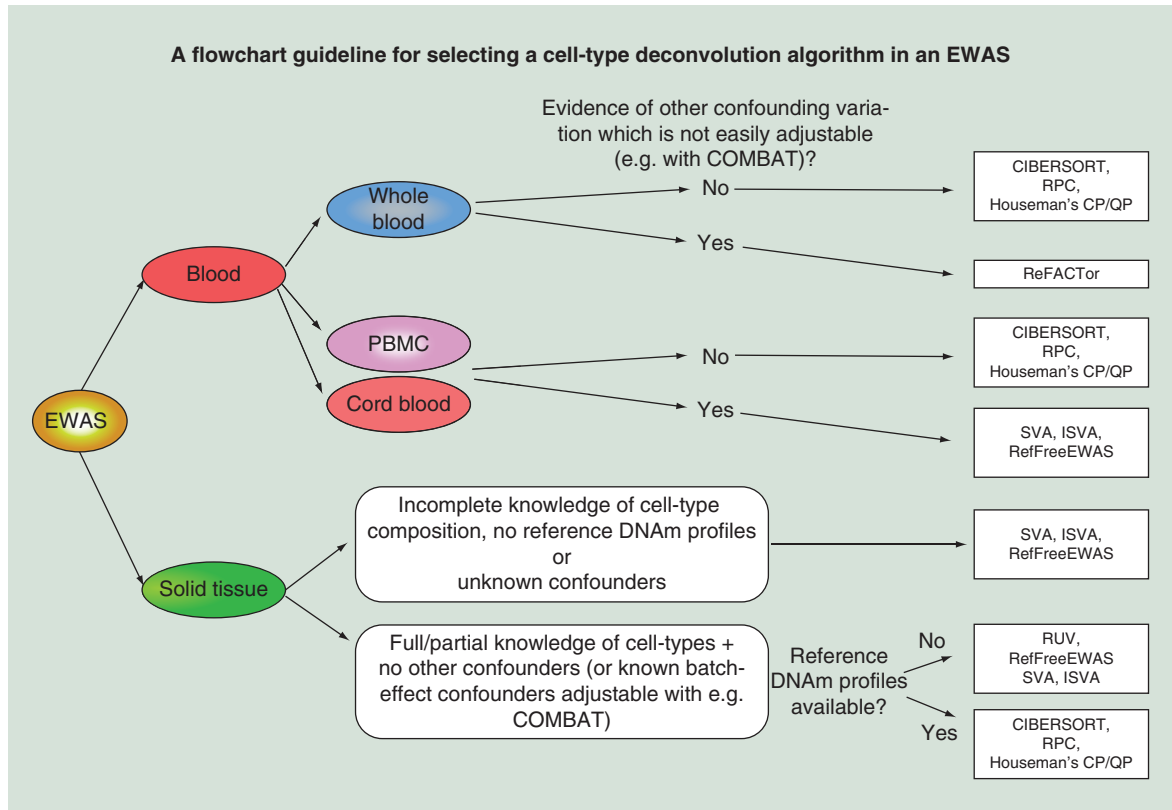 A flowchart guideline for selecting a cell-type deconvolution algorithm in an EWAS
Evidence of other confounding varia-
tion which is not easily adjustable
(e.g. with COMBAT)?
Whole
blood
No
CIBERSORT,
RPC,
Houseman's CP/QP
Yes
ReFACTor
Blood
PBMC
Cord blood
No
CIBERSORT,
RPC,
Houseman's CP/QP
Yes
SVA, ISVA,
RefFreeEWAS
EWAS
Solid tissue
Incomplete knowledge of cell-type
composition, no reference DNAm profiles
or
unknown confounders
SVA, ISVA,
RefFreeEWAS
Full/partial knowledge of cell-types +
no other confounders (or known batch-
effect confounders adjustable with e.g.
COMBAT)
Reference
DNAm profiles
available?
No
RUV,
RefFreeEWAS
SVA, ISVA
Yes
CIBERSORT,
RPC,
Houseman's CP/QP